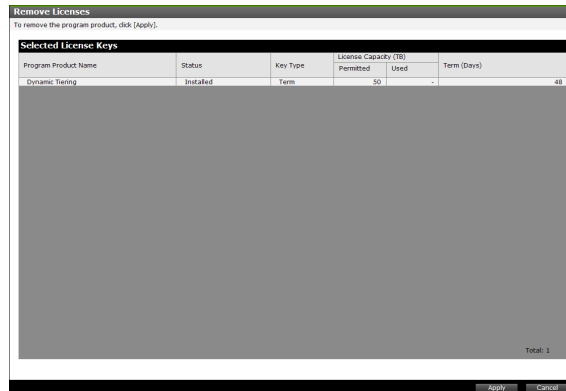 Remove Licenses
To remove the program product, click [Apply].
Selected License Keys
Program Product Name Status Key Type License Capacity (TB) Term (Days)
Permitted Used
Dynamic Tiering Installed Term 50 - 48
Total: 1
Apply Cancel